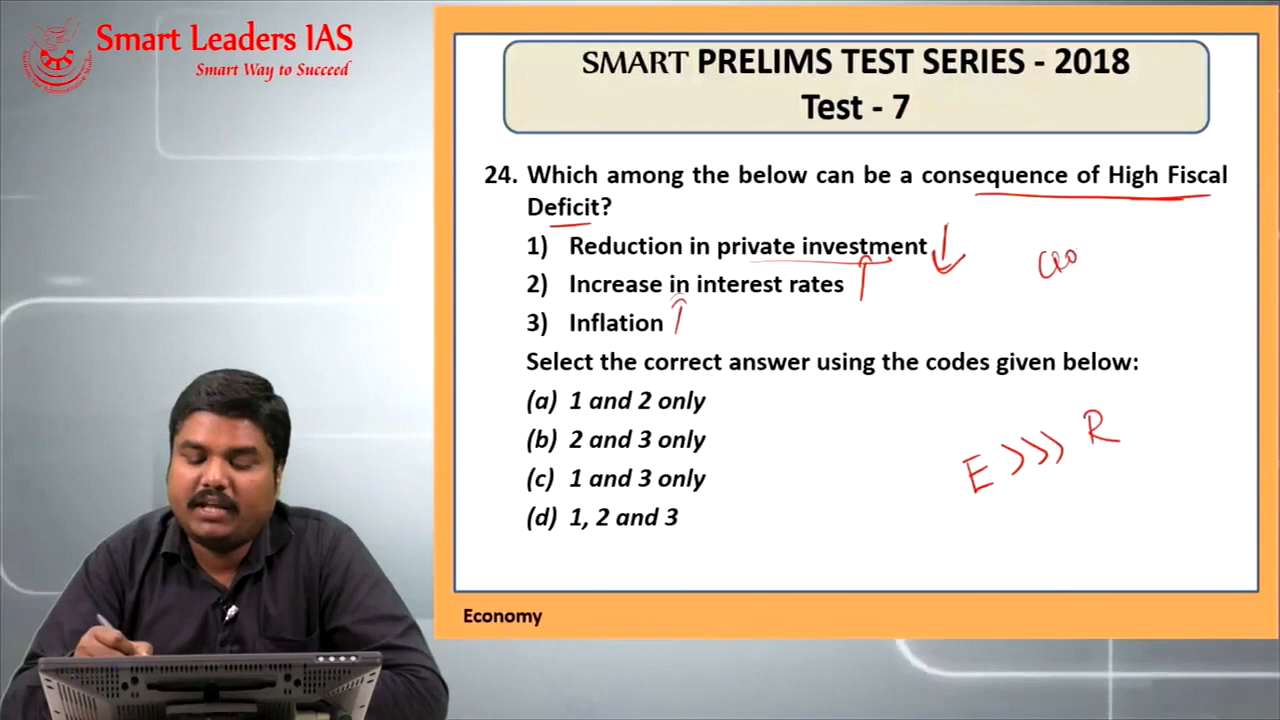 Smart Leaders IAS
Smart Way to Succeed
SMART PRELIMS TEST SERIES - 2018
Test - 7
24. Which among the below can be a consequence of High Fiscal
Deficit?
1) Reduction in private investment
2) Increase in interest rates
3) Inflation
Select the correct answer using the codes given below:
(a) 1 and 2 only
(b) 2 and 3 only
(c) 1 and 3 only
(d) 1, 2 and 3
E >>> R
Economy